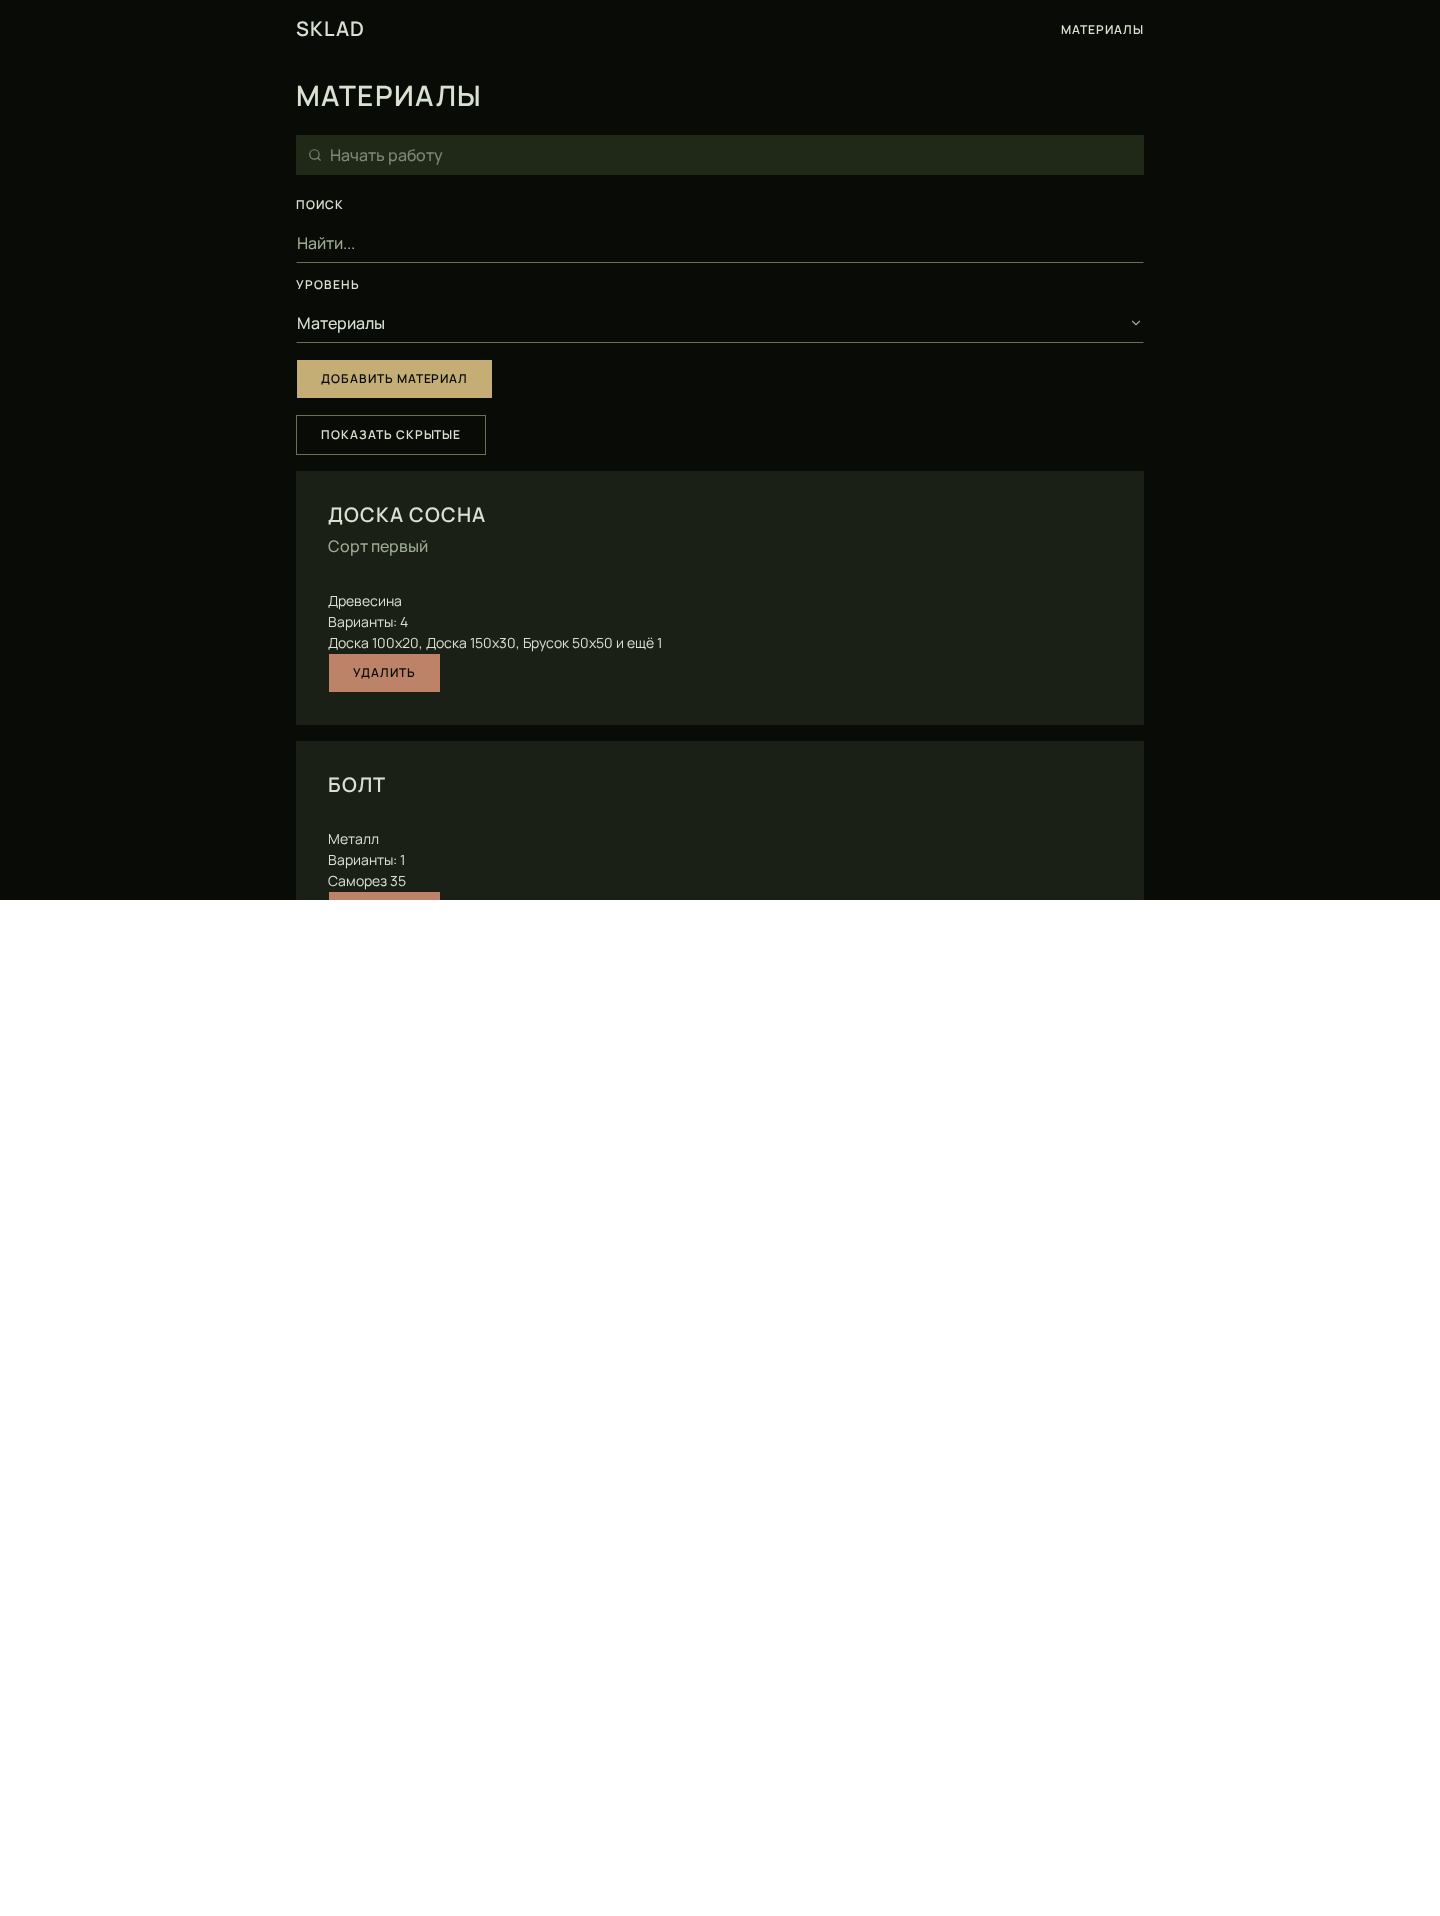 SKLAD
МАТЕРИАЛЫ
МАТЕРИАЛЫ
Начать работу
ПОИСК
Найти...
УРОВЕНЬ
Материалы
ДОБАВИТЬ МАТЕРИАЛ
ПОКАЗАТЬ СКРЫТЫЕ
ДОСКА СОСНА
Сорт первый
Древесина
Варианты: 4
Доска 100x20, Доска 150x30, Брусок 50x50 и ещё 1
УДАЛИТЬ
БОЛТ
Металл
Варианты: 1
Саморез 35